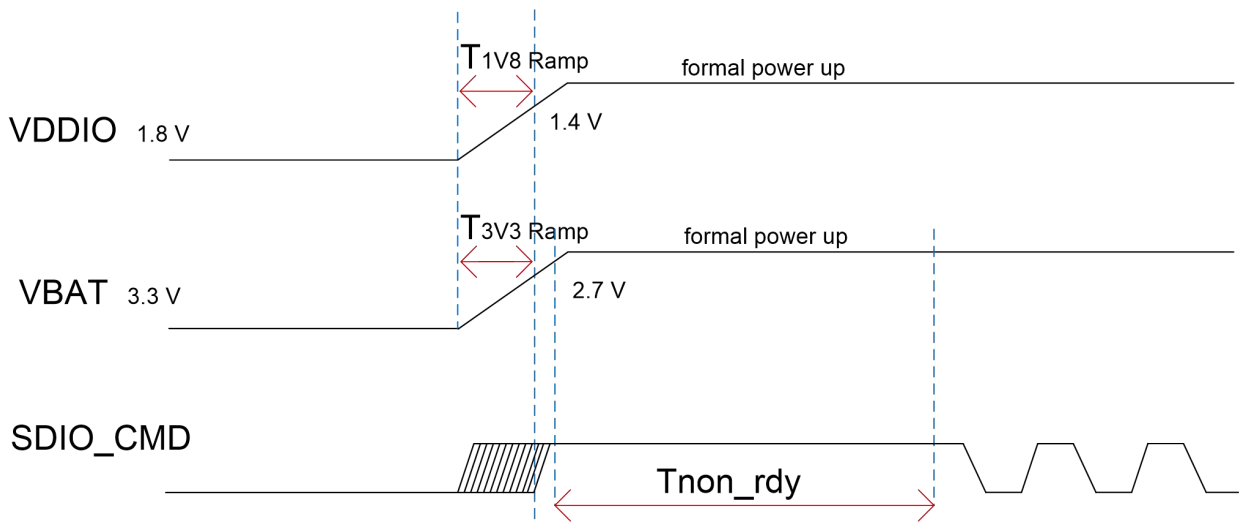 T1V8 Ramp
formal power up
VDDIO 1.8 V
1.4 V
T3V3 Ramp
formal power up
VBAT 3.3 V
2.7 V
SDIO_CMD
Tnon_rdy